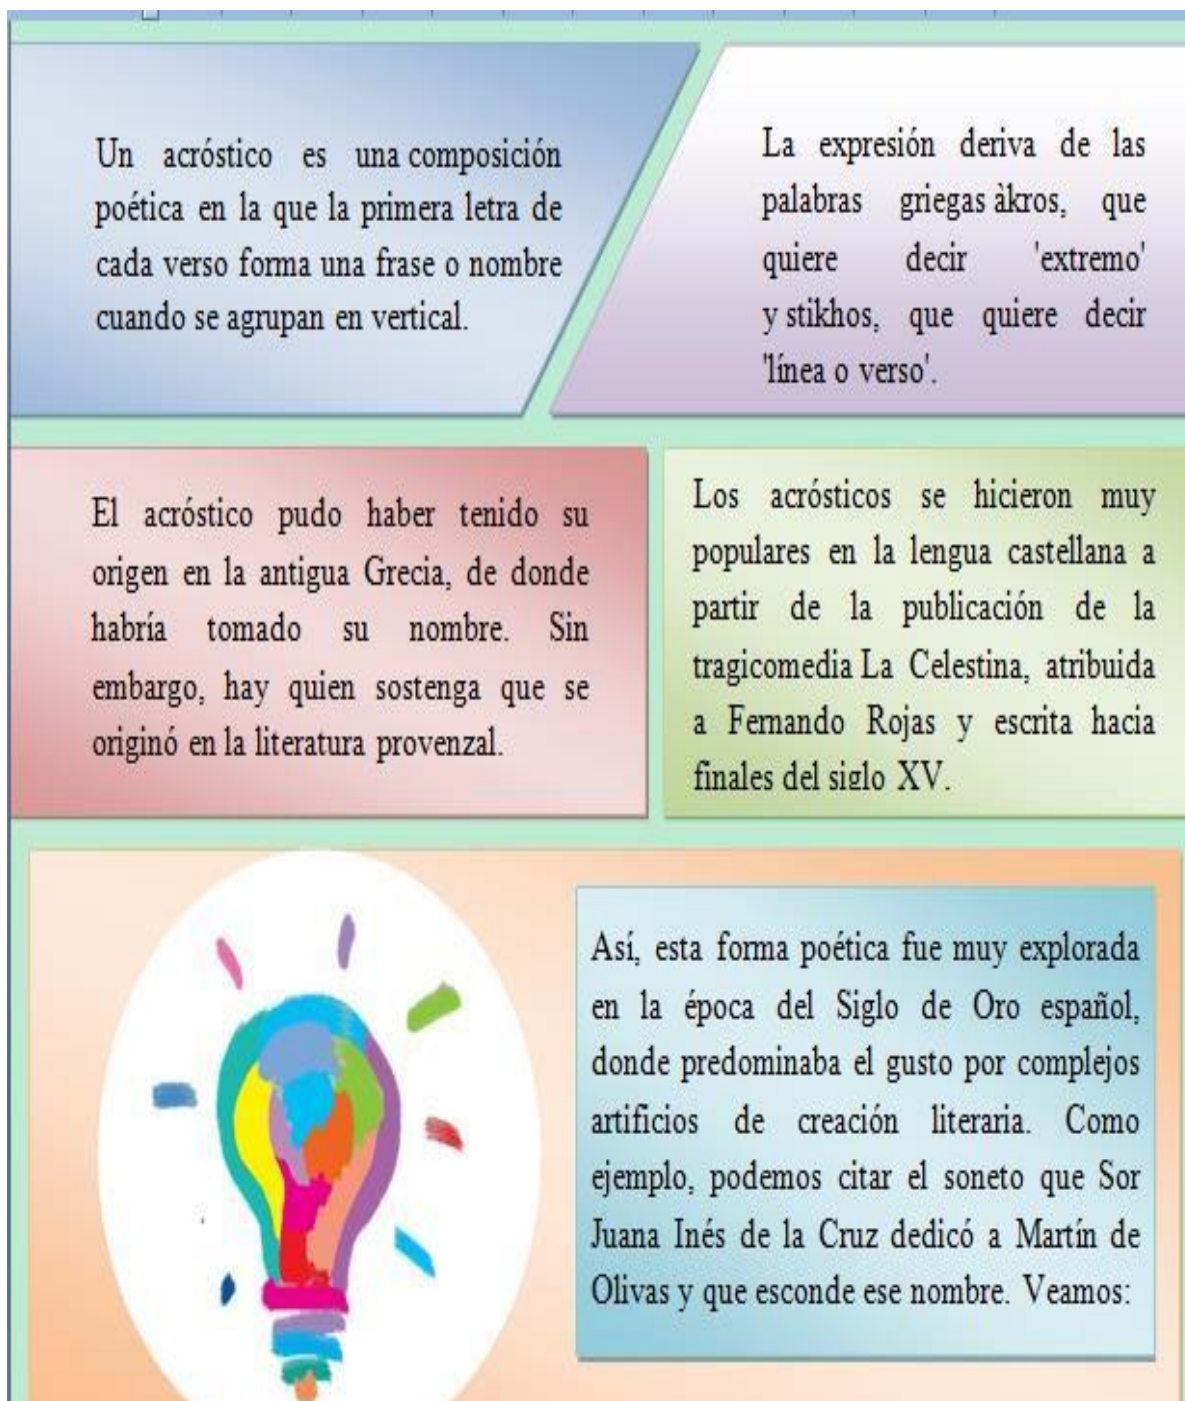 Un acróstico es una composición
poética en la que la primera letra de
cada verso forma una frase o nombre
cuando se agrupan en vertical.
La expresión deriva de las
palabras griegas àkros, que
quiere decir 'extremo'
y stikhos, que quiere decir
'línea o verso'.
El acróstico pudo haber tenido su
origen en la antigua Grecia, de donde
habría tomado su nombre. Sin
embargo, hay quien sostenga que se
originó en la literatura provenzal.
Los acrósticos se hicieron muy
populares en la lengua castellana a
partir de la publicación de la
tragicomedia La Celestina, atribuida
a Fernando Rojas y escrita hacia
finales del siglo XV.
Así, esta forma poética fue muy explorada
en la época del Siglo de Oro español,
donde predominaba el gusto por complejos
artificios de creación literaria. Como
ejemplo, podemos citar el soneto que Sor
Juana Inés de la Cruz dedicó a Martín de
Olivas y que esconde ese nombre. Veamos: